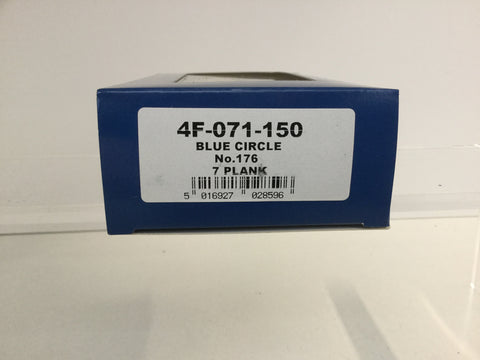 4F-071-150
BLUE CIRCLE
No.176
7 PLANK
5 016927 028596